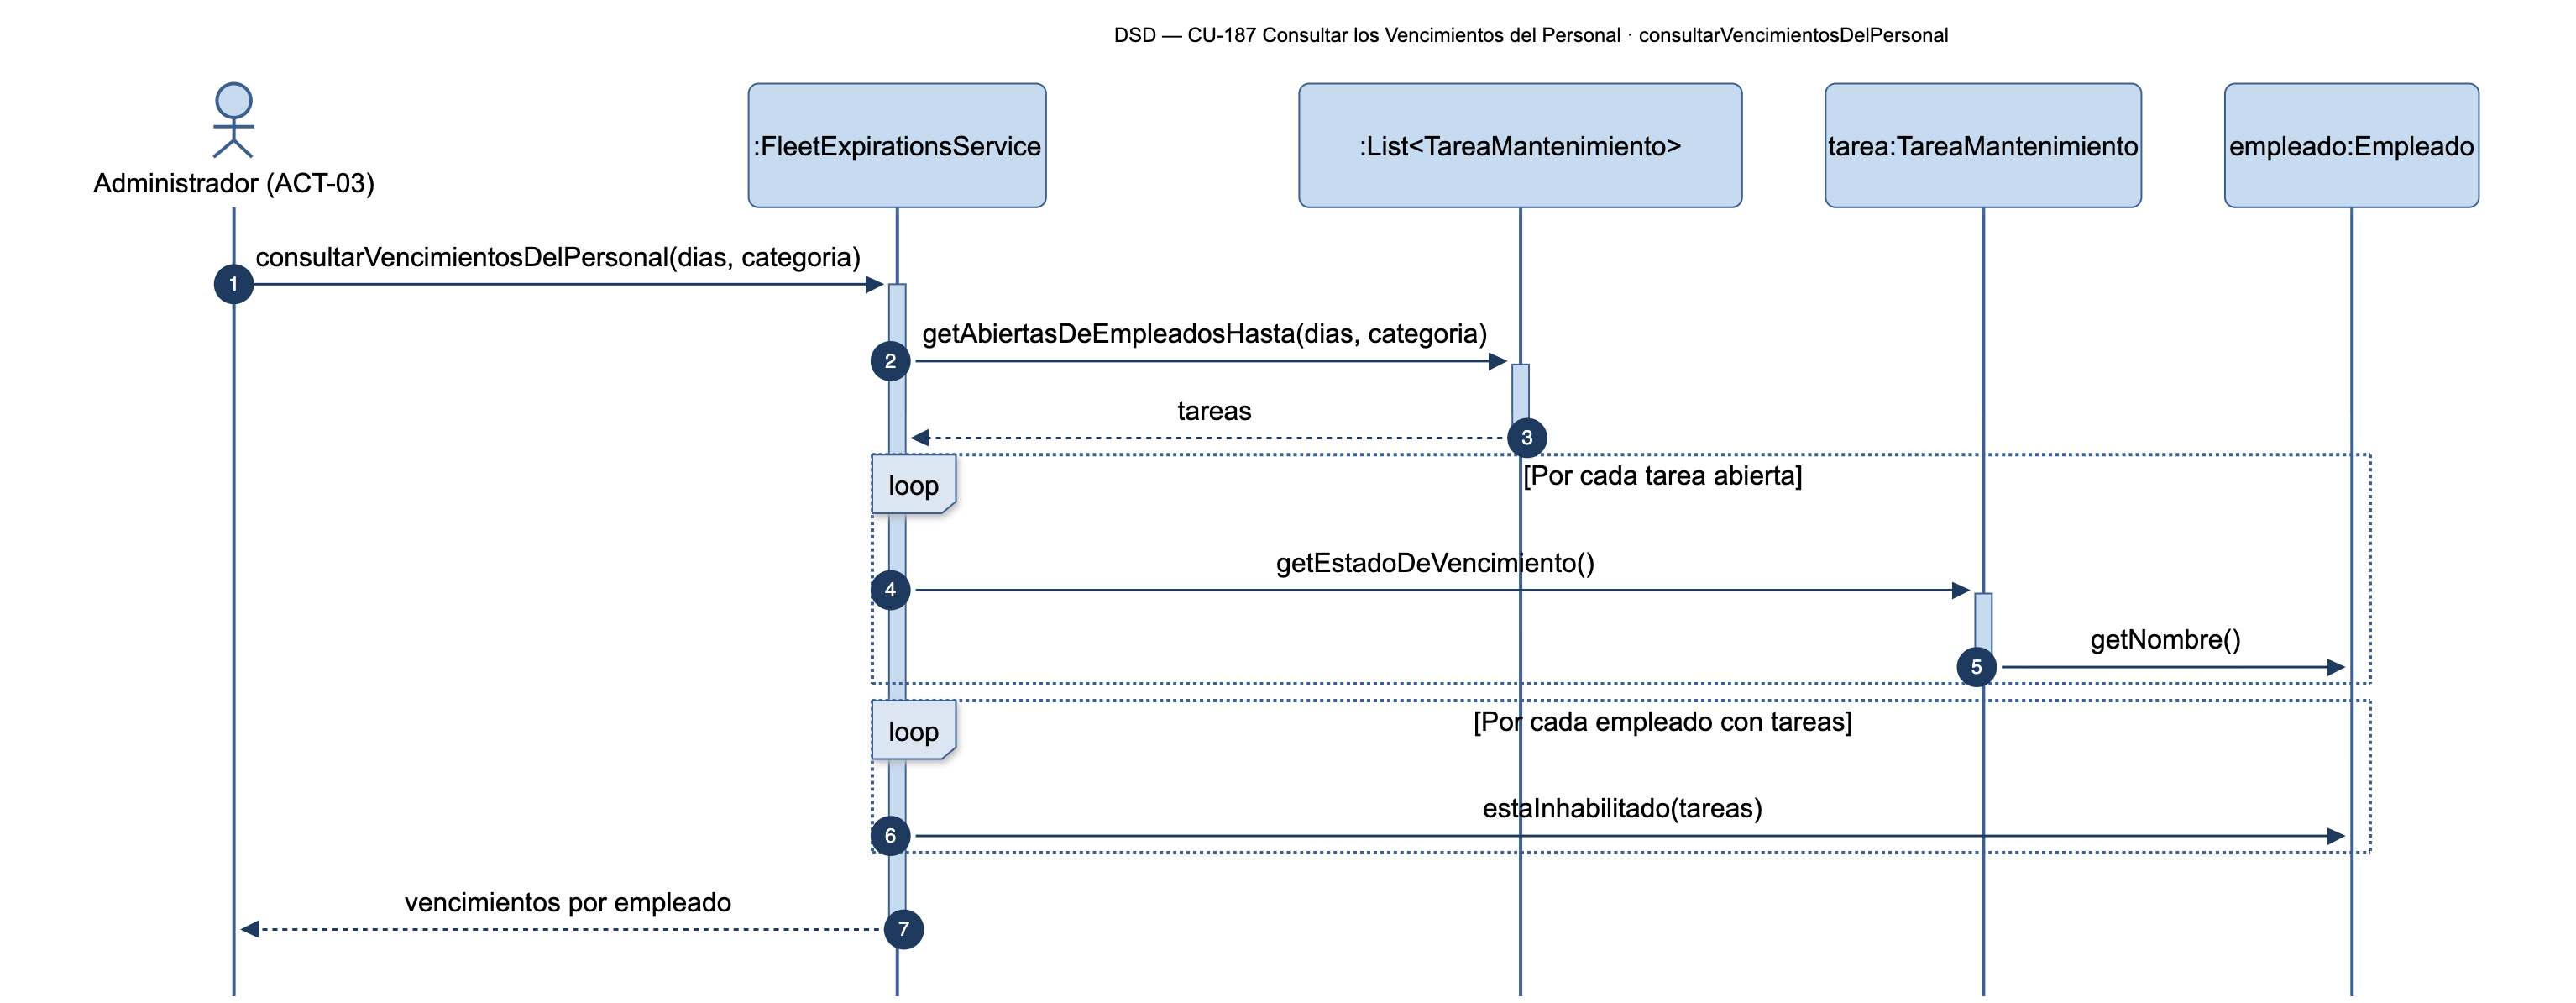 DSD — CU-187 Consultar los Vencimientos del Personal · consultarVencimientosDelPersonal
Administrador (ACT-03)
:FleetExpirationsService
:List<TareaMantenimiento>
tarea:TareaMantenimiento
empleado:Empleado
consultarVencimientosDelPersonal(dias, categoria)
1
getAbiertasDeEmpleadosHasta(dias, categoria)
2
tareas
3
loop
[Por cada tarea abierta]
getEstadoDeVencimiento()
4
getNombre()
5
loop
[Por cada empleado con tareas]
estaInhabilitado(tareas)
6
vencimientos por empleado
7